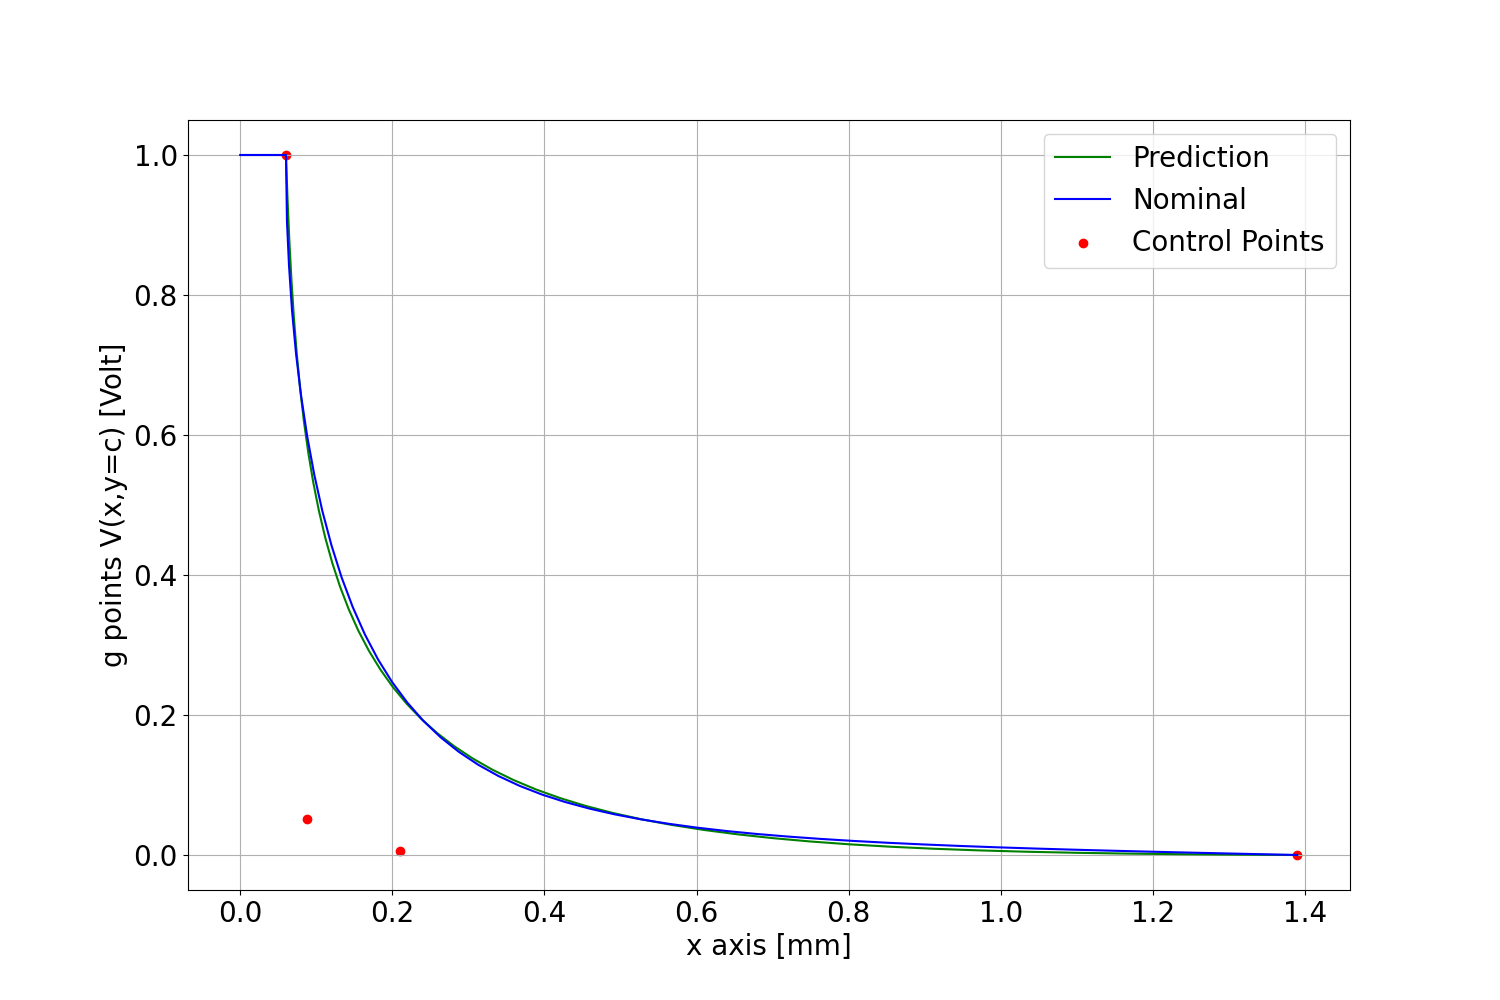 Prediction
Nominal
Control Points
g points V(x,y=c) [Volt]
1.0
0.8
0.6
0.4
0.2
0.0
0.0 0.2 0.4 0.6 0.8 1.0 1.2 1.4
x axis [mm]